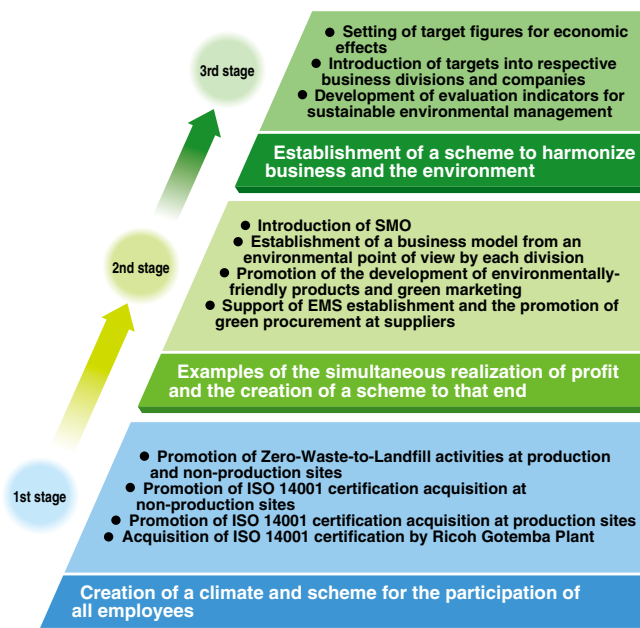 3rd stage
● Setting of target figures for economic
effects
● Introduction of targets into respective
business divisions and companies
● Development of evaluation indicators for
sustainable environmental management
Establishment of a scheme to harmonize
business and the environment
2nd stage
● Introduction of SMO
● Establishment of a business model from an
environmental point of view by each division
● Promotion of the development of environmentally-
friendly products and green marketing
● Support of EMS establishment and the promotion of
green procurement at suppliers
Examples of the simultaneous realization of profit
and the creation of a scheme to that end
1st stage
● Promotion of Zero-Waste-to-Landfill activities at production
and non-production sites
● Promotion of ISO 14001 certification acquisition at
non-production sites
● Promotion of ISO 14001 certification acquisition at production sites
● Acquisition of ISO 14001 certification by Ricoh Gotemba Plant
Creation of a climate and scheme for the participation of
all employees